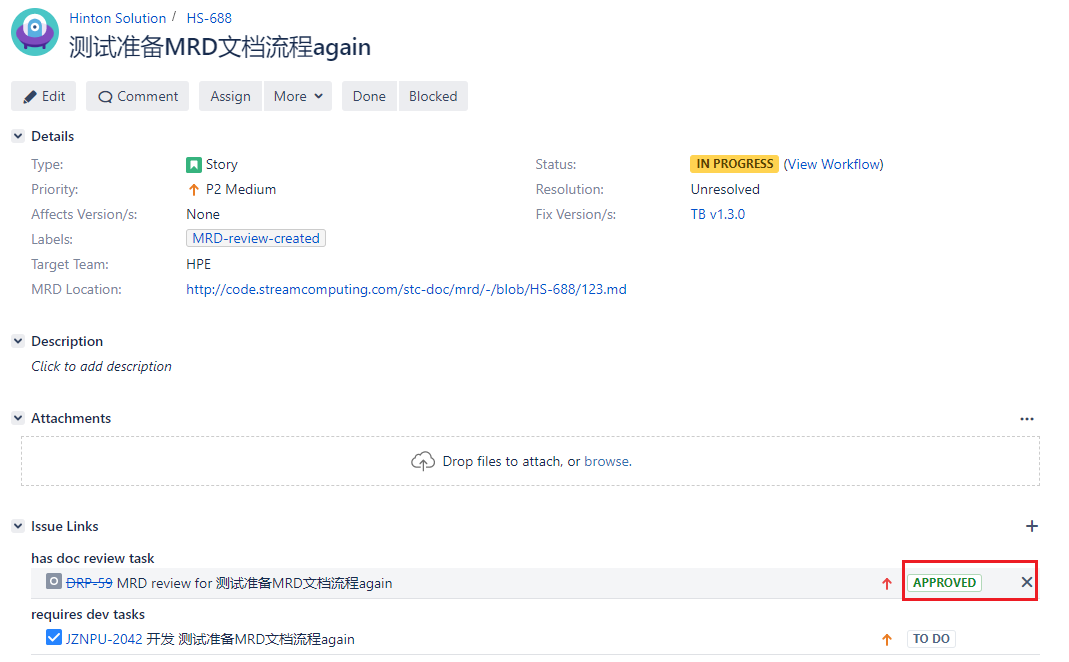 Hinton Solution / HS-688
测试准备MRD文档流程again
Edit Comment Assign More Done Blocked
Details
Type: Story Status: IN PROGRESS (View Workflow)
Priority: P2 Medium Resolution: Unresolved
Affects Version/s: None Fix Version/s: TB v1.3.0
Labels: MRD-review-created
Target Team: HPE
MRD Location: http://code.streamcomputing.com/stc-doc/mrd/-/blob/HS-688/123.md
Description
Click to add description
Attachments
Drop files to attach, or browse.
Issue Links
has doc review task
DRP-59 MRD review for 测试准备MRD文档流程again APPROVED
requires dev tasks
JZNPU-2042 开发 测试准备MRD文档流程again TO DO